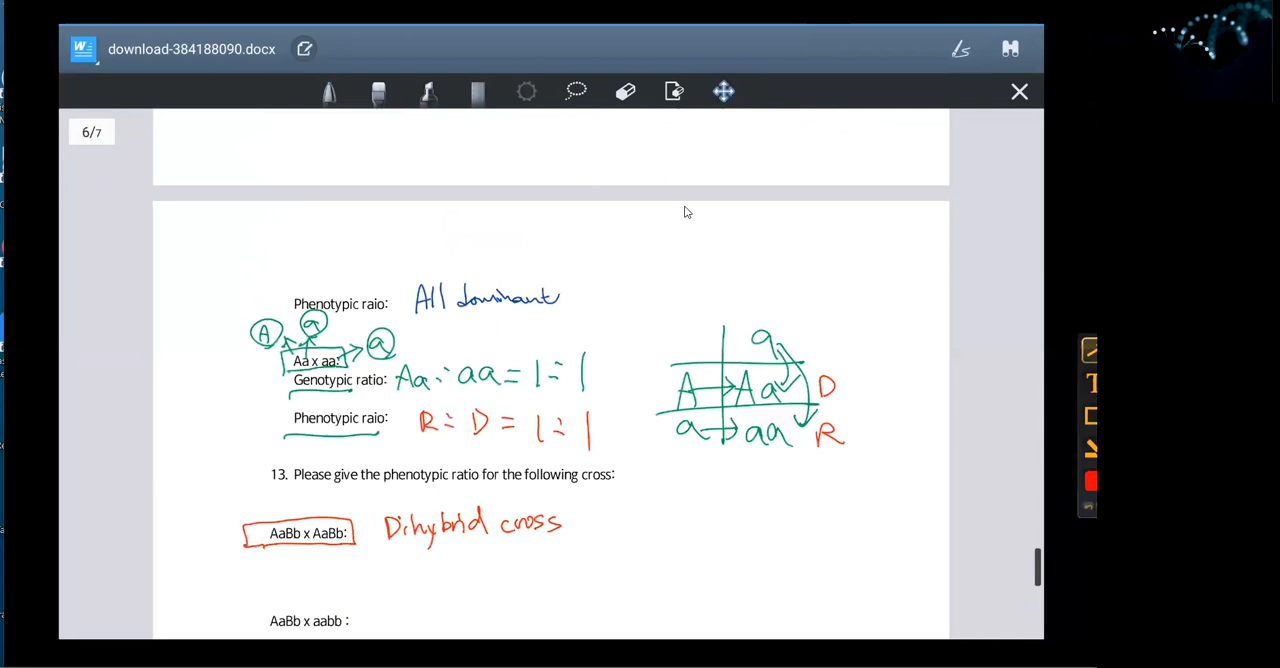 download-384188090.docx
6/7
Phenotypic raio: All dominant
A a a
Aa x aa:
Genotypic ratio: Aa : aa = 1 : 1
Phenotypic raio: R : D = 1 : 1
a
A Aa D
a aa R
13. Please give the phenotypic ratio for the following cross:
AaBb x AaBb: Dihybrid cross
AaBb x aabb :